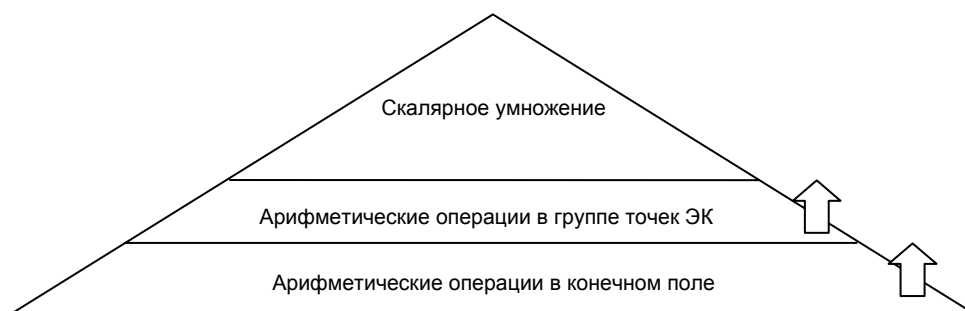 Скалярное умножение
Арифметические операции в группе точек ЭК
Арифметические операции в конечном поле